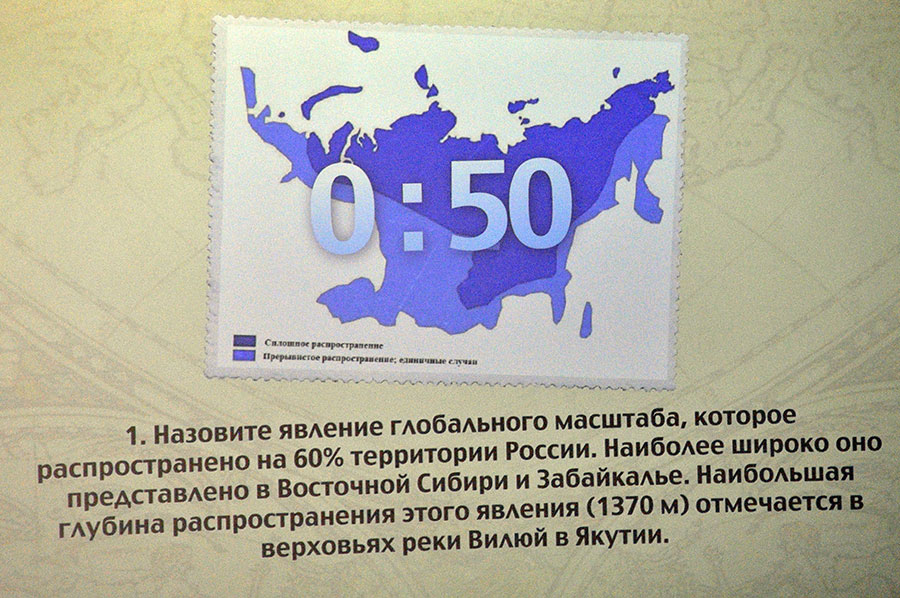 0:50
Сплошное распространение
Прерывистое распространение; единичные случаи
1. Назовите явление глобального масштаба, которое
распространено на 60% территории России. Наиболее широко оно
представлено в Восточной Сибири и Забайкалье. Наибольшая
глубина распространения этого явления (1370 м) отмечается в
верховьях реки Вилюй в Якутии.